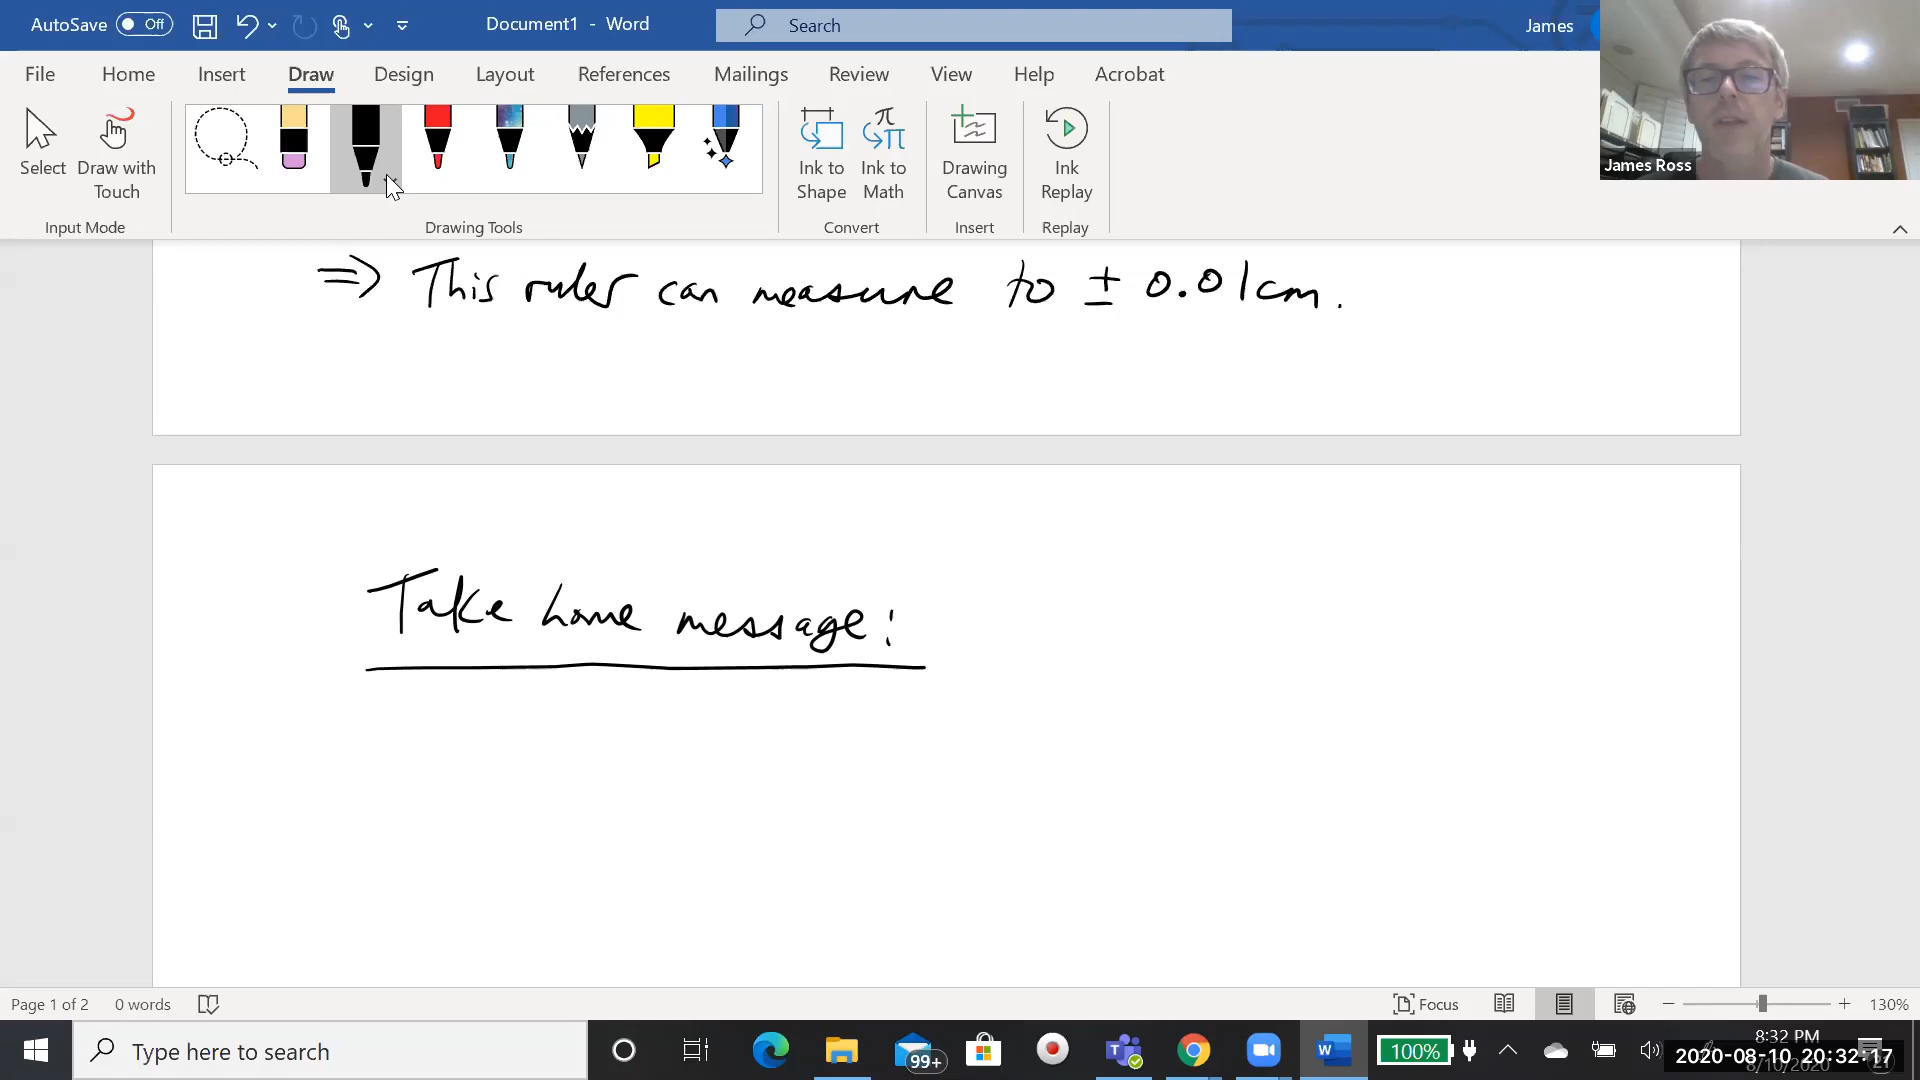 AutoSave Off Document1 - Word Search James
File Home Insert Draw Design Layout References Mailings Review View Help Acrobat
Select Draw with Touch Ink to Shape Ink to Math Drawing Canvas Ink Replay
Input Mode Drawing Tools Convert Insert Replay
James Ross
=> This ruler can measure to ± 0.01cm.
Take home message:
Page 1 of 2 0 words Focus 130%
Type here to search 99+ 100% 8:32 PM
2020-08-10 20:32:17
8/10/2020